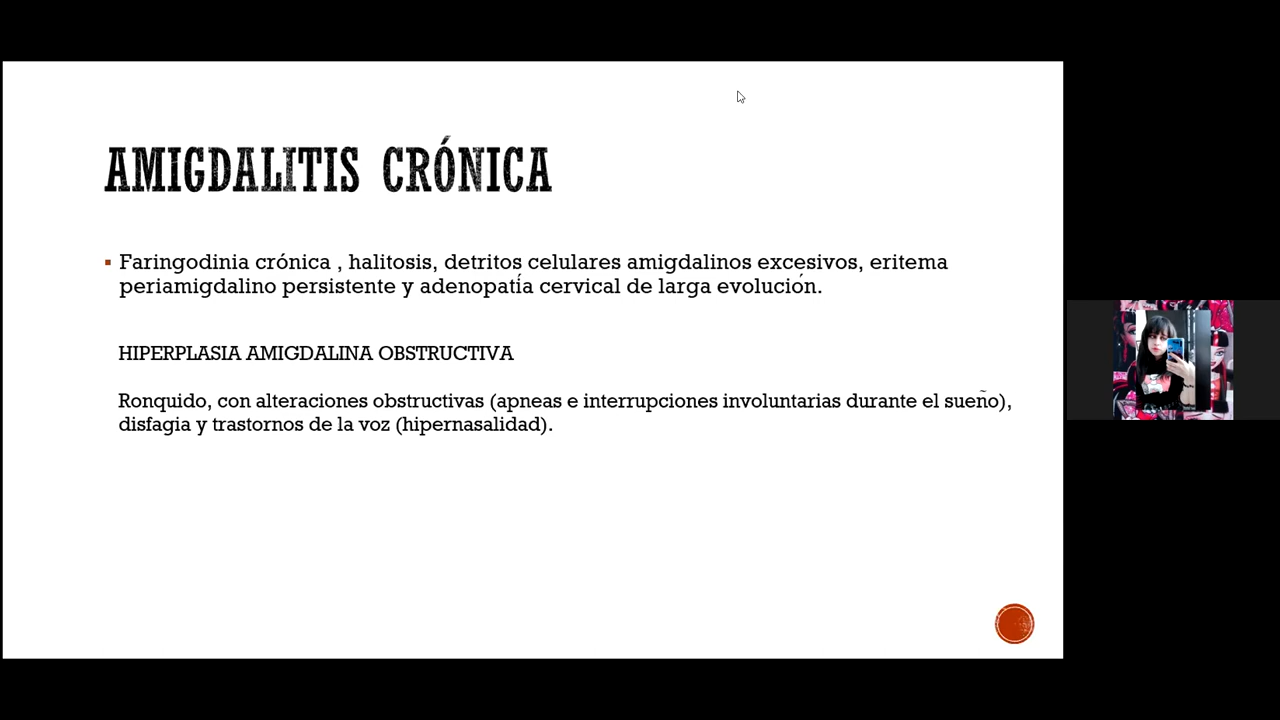 AMIGDALITIS CRÓNICA
Faringodinia crónica , halitosis, detritos celulares amigdalinos excesivos, eritema
periamigdalino persistente y adenopatía cervical de larga evolución.
HIPERPLASIA AMIGDALINA OBSTRUCTIVA
Ronquido, con alteraciones obstructivas (apneas e interrupciones involuntarias durante el sueño),
disfagia y trastornos de la voz (hipernasalidad).